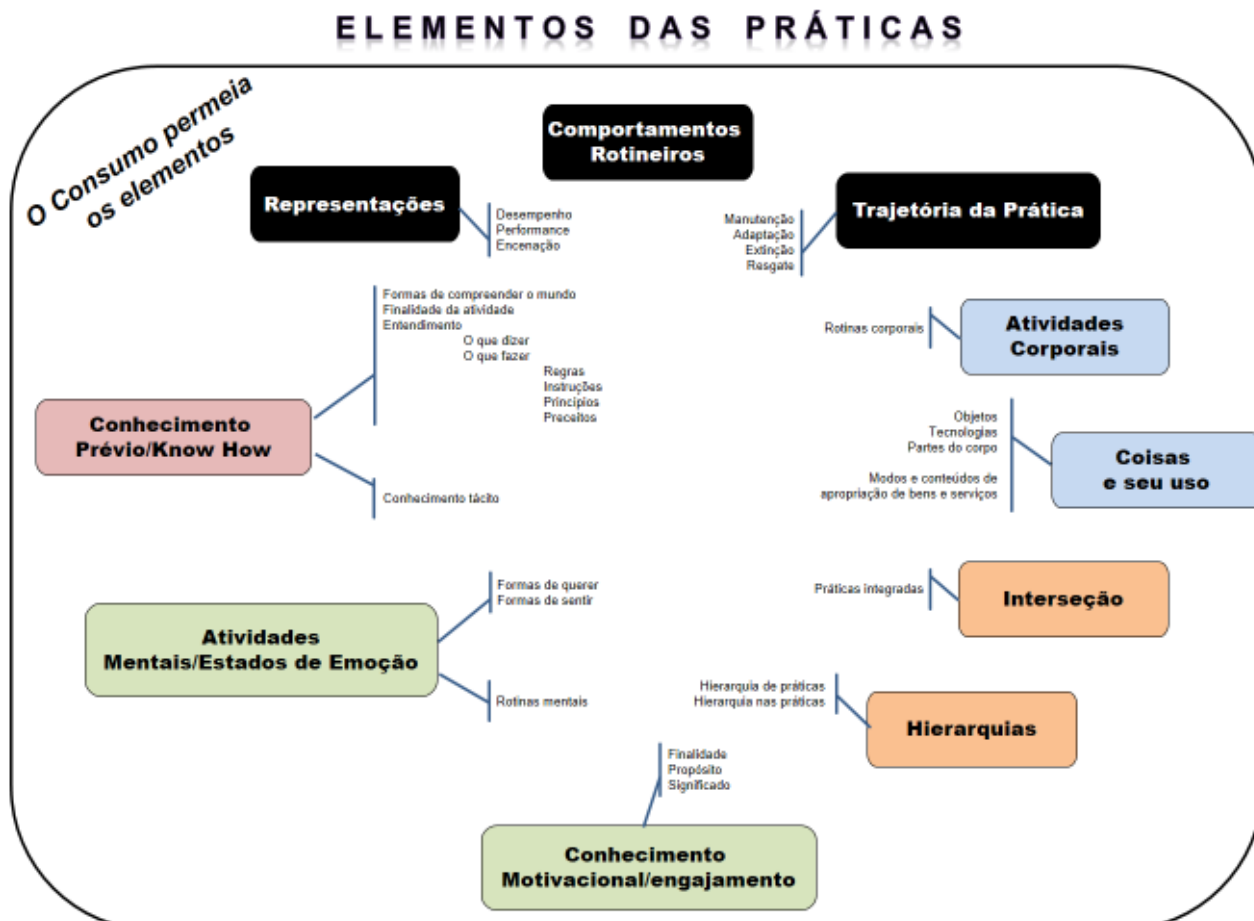 ELEMENTOS DAS PRÁTICAS
O Consumo permeia
os elementos
Comportamentos
Rotineiros
Representações
Desempenho
Performance
Encenação
Trajetória da Prática
Manutenção
Adaptação
Extinção
Resgate
Formas de compreender o mundo
Finalidade da atividade
Entendimento
O que dizer
O que fazer
Regras
Instruções
Princípios
Preceitos
Conhecimento
Prévio/Know How
Conhecimento tácito
Rotinas corporais
Atividades
Corporais
Objetos
Tecnologias
Partes do corpo
Modos e conteúdos de
apropriação de bens e serviços
Coisas
e seu uso
Formas de querer
Formas de sentir
Atividades
Mentais/Estados de Emoção
Rotinas mentais
Práticas integradas
Interseção
Hierarquia de práticas
Hierarquia nas práticas
Hierarquias
Finalidade
Propósito
Significado
Conhecimento
Motivacional/engajamento